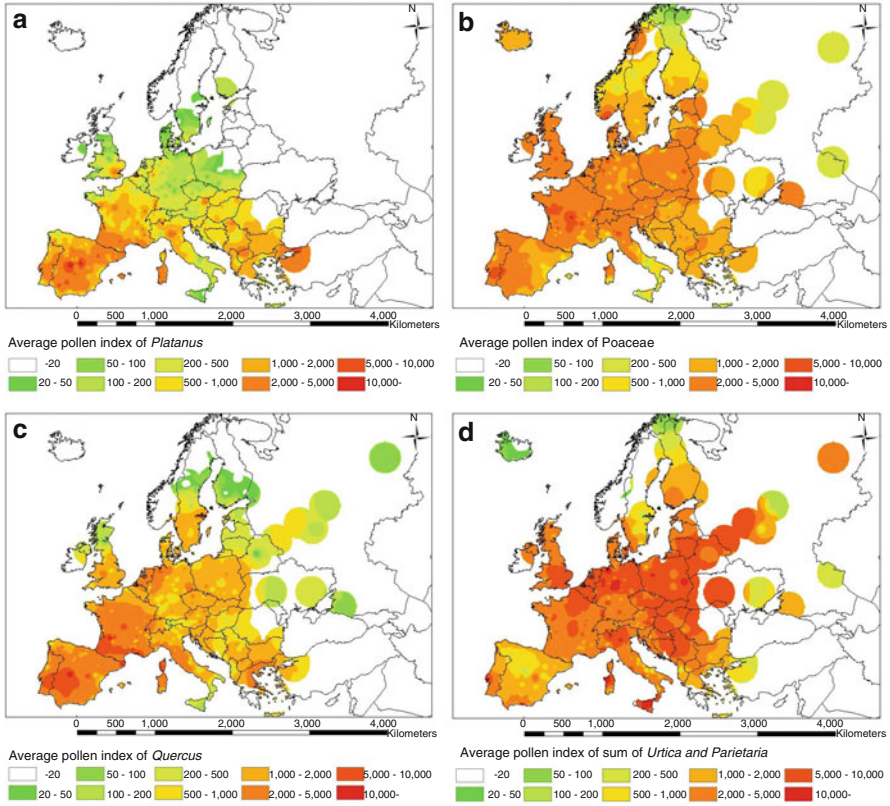 a
N
0 500 1,000 2,000 3,000 4,000
Kilometers
Average pollen index of Platanus
-20 50 - 100 200 - 500 1,000 - 2,000 5,000 - 10,000
20 - 50 100 - 200 500 - 1,000 2,000 - 5,000 10,000-
b
N
0 500 1,000 2,000 3,000 4,000
Kilometers
Average pollen index of Poaceae
-20 50 - 100 200 - 500 1,000 - 2,000 5,000 - 10,000
20 - 50 100 - 200 500 - 1,000 2,000 - 5,000 10,000-
c
N
0 500 1,000 2,000 3,000 4,000
Kilometers
Average pollen index of Quercus
-20 50 - 100 200 - 500 1,000 - 2,000 5,000 - 10,000
20 - 50 100 - 200 500 - 1,000 2,000 - 5,000 10,000-
d
N
0 500 1,000 2,000 3,000 4,000
Kilometers
Average pollen index of sum of Urtica and Parietaria
-20 50 - 100 200 - 500 1,000 - 2,000 5,000 - 10,000
20 - 50 100 - 200 500 - 1,000 2,000 - 5,000 10,000-